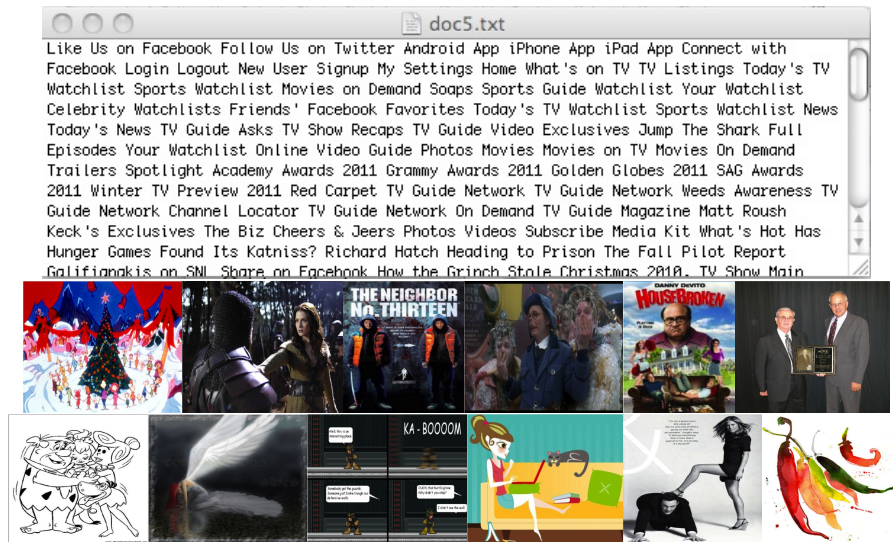 doc5.txt
Like Us on Facebook Follow Us on Twitter Android App iPhone App iPad App Connect with
Facebook Login Logout New User Signup My Settings Home What's on TV TV Listings Today's TV
Watchlist Sports Watchlist Movies on Demand Soaps Sports Guide Watchlist Your Watchlist
Celebrity Watchlists Friends' Facebook Favorites Today's TV Watchlist Sports Watchlist News
Today's News TV Guide Asks TV Show Recaps TV Guide Video Exclusives Jump The Shark Full
Episodes Your Watchlist Online Video Guide Photos Movies Movies on TV Movies On Demand
Trailers Spotlight Academy Awards 2011 Grammy Awards 2011 Golden Globes 2011 SAG Awards
2011 Winter TV Preview 2011 Red Carpet TV Guide Network TV Guide Network Weeds Awareness TV
Guide Network Channel Locator TV Guide Network On Demand TV Guide Magazine Matt Roush
Keck's Exclusives The Biz Cheers & Jeers Photos Videos Subscribe Media Kit What's Hot Has
Hunger Games Found Its Katniss? Richard Hatch Heading to Prison The Fall Pilot Report
Galifianakis on SNL Share on Facebook How the Grinch Stole Christmas 2010. TV Show Main
THE NEIGHBOR
No. THIRTEEN
DANNY DEVITO
HOUSEBROKEN
KA - BOOOOM